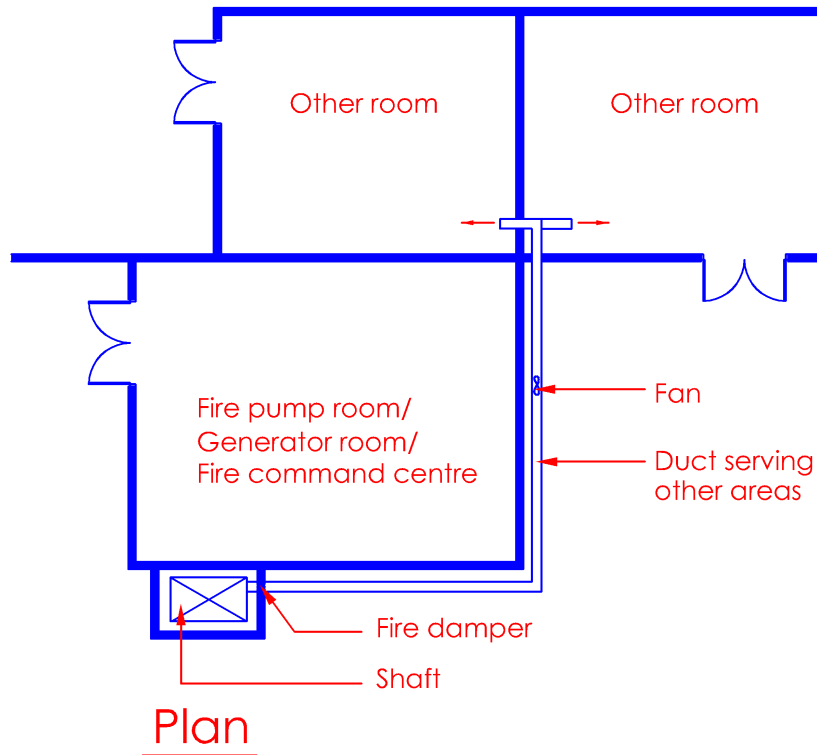 Other room
Other room
Fire pump room/
Generator room/
Fire command centre
Fan
Duct serving
other areas
Fire damper
Shaft
Plan